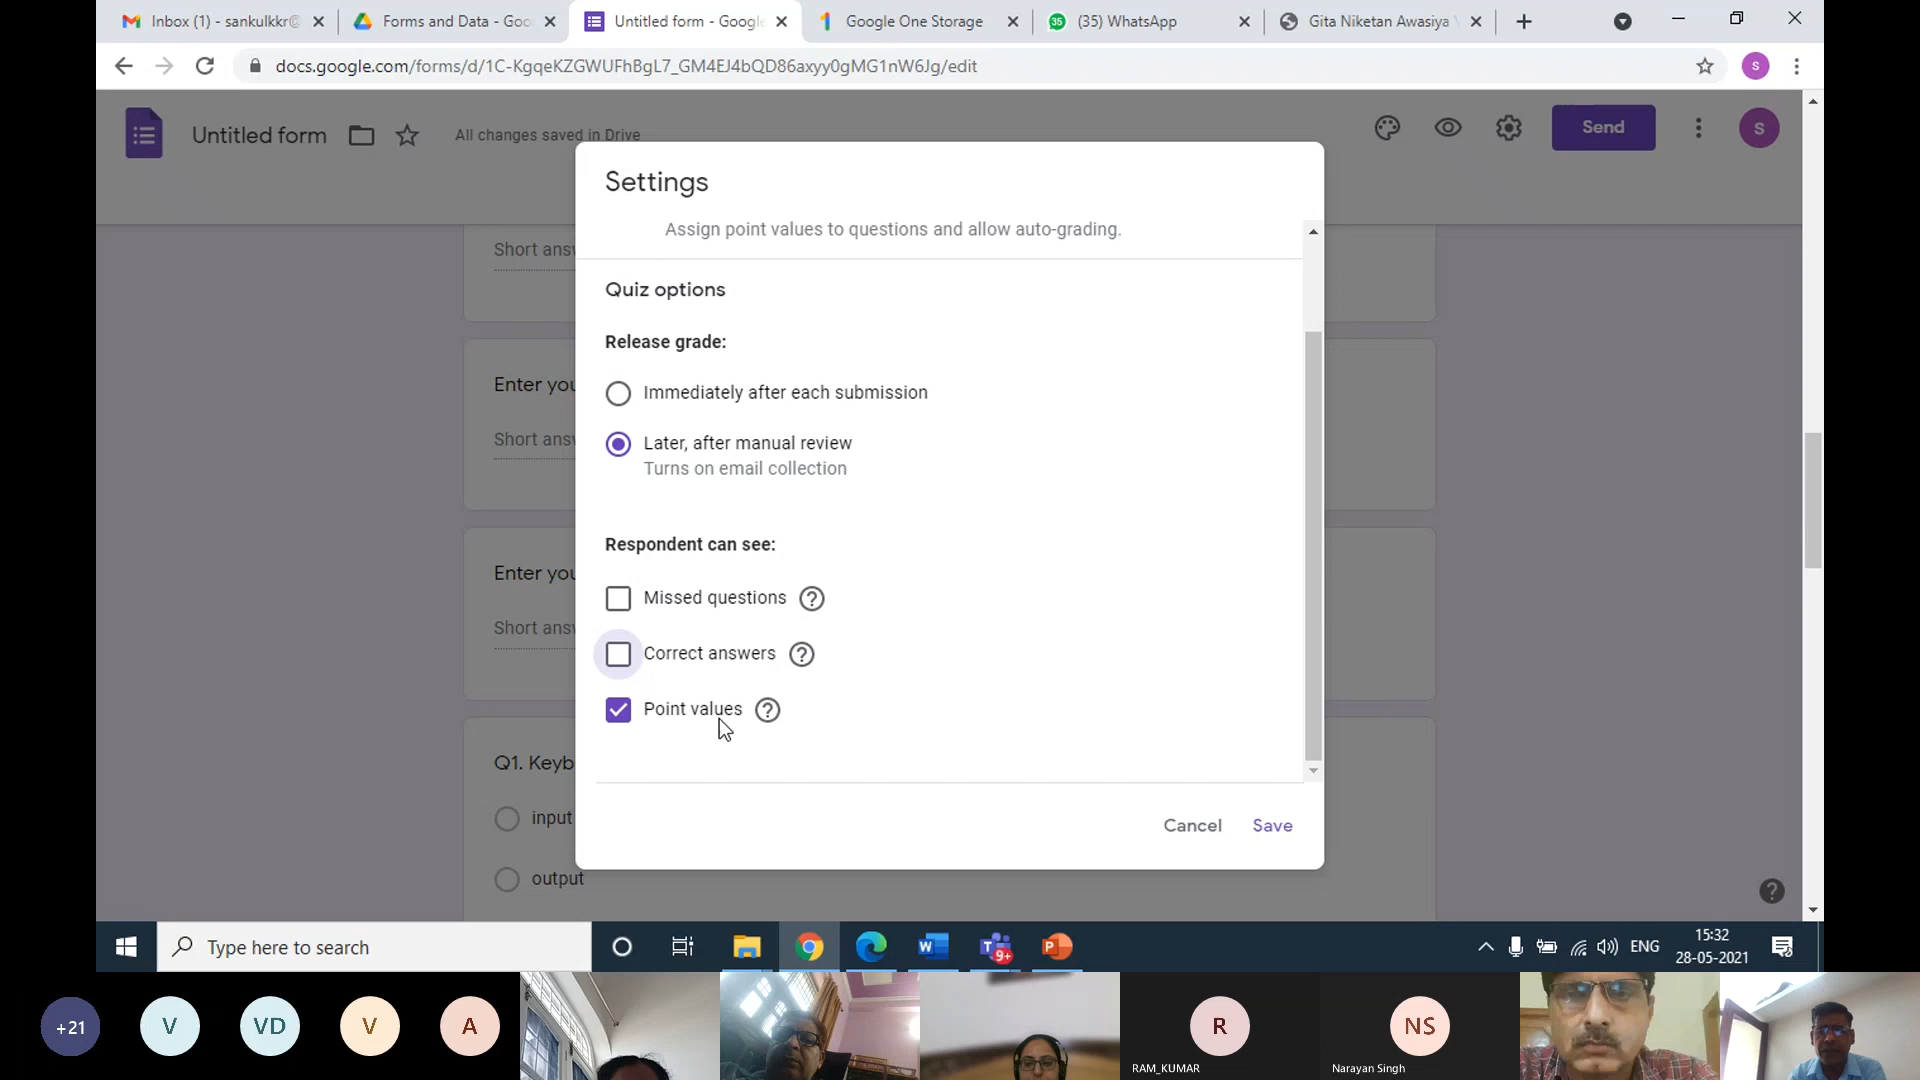 Inbox (1) - sankulkkr@
Forms and Data - Goo
Untitled form - Google
Google One Storage
(35) WhatsApp
Gita Niketan Awasiya V
docs.google.com/forms/d/1C-KgqeKZGWUFhBgL7_GM4EJ4bQD86axyy0gMG1nW6Jg/edit
S
Untitled form
All changes saved in Drive
Send
S
Settings
Assign point values to questions and allow auto-grading.
Short ans
Quiz options
Release grade:
Immediately after each submission
Enter you
Later, after manual review
Short ans
Turns on email collection
Respondent can see:
Enter you
Missed questions
Short ans
Correct answers
Point values
Q1. Keyb
input
Cancel
Save
output
Type here to search
9+
ENG
15:32
28-05-2021
+21
V
VD
V
A
R
RAM_KUMAR
NS
Narayan Singh